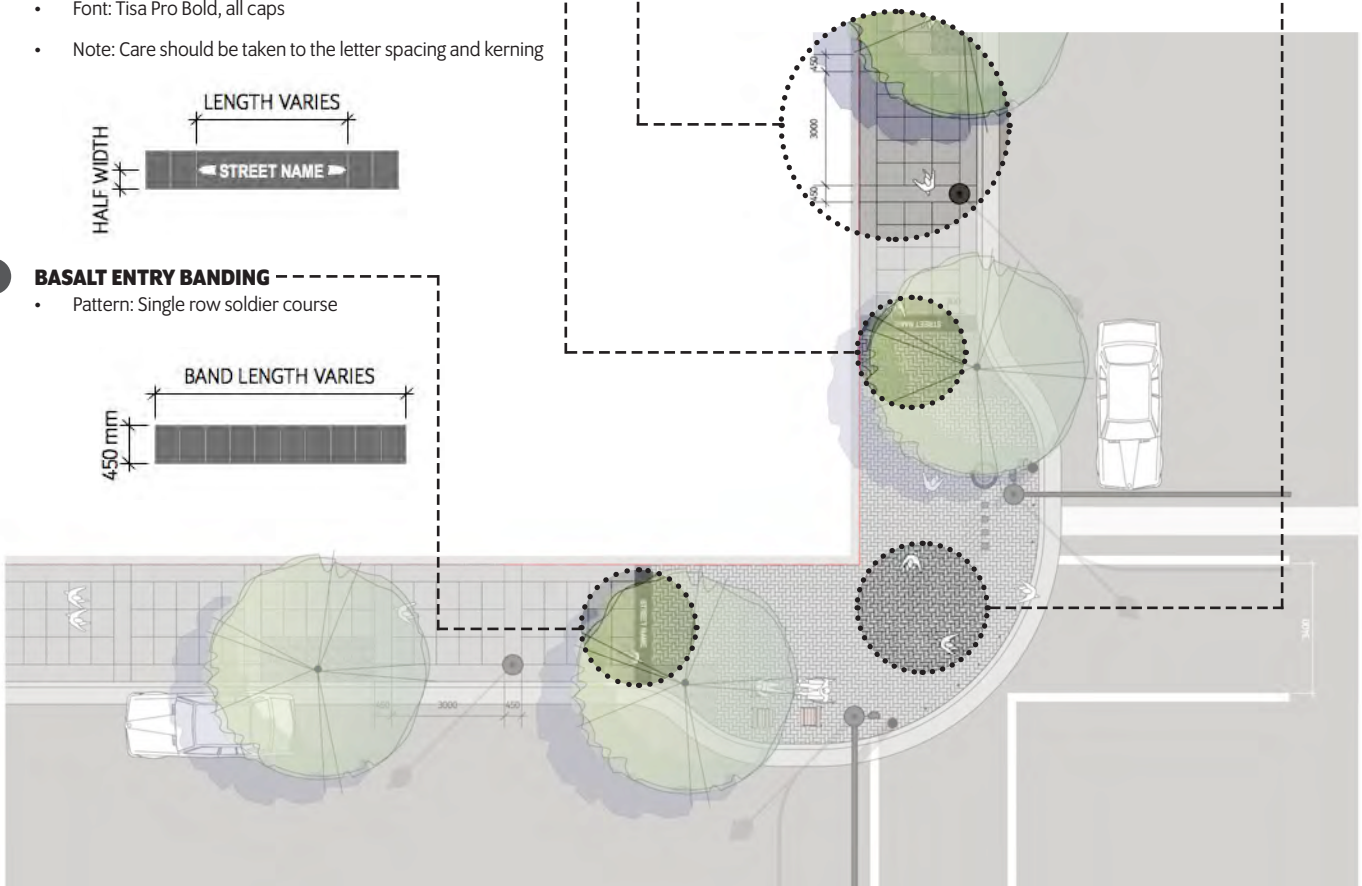 • Font: Tisa Pro Bold, all caps
• Note: Care should be taken to the letter spacing and kerning
LENGTH VARIES
HALF WIDTH
STREET NAME
BASALT ENTRY BANDING
• Pattern: Single row soldier course
BAND LENGTH VARIES
450 mm
450
3000
450
STREET NAME
450
3000
450